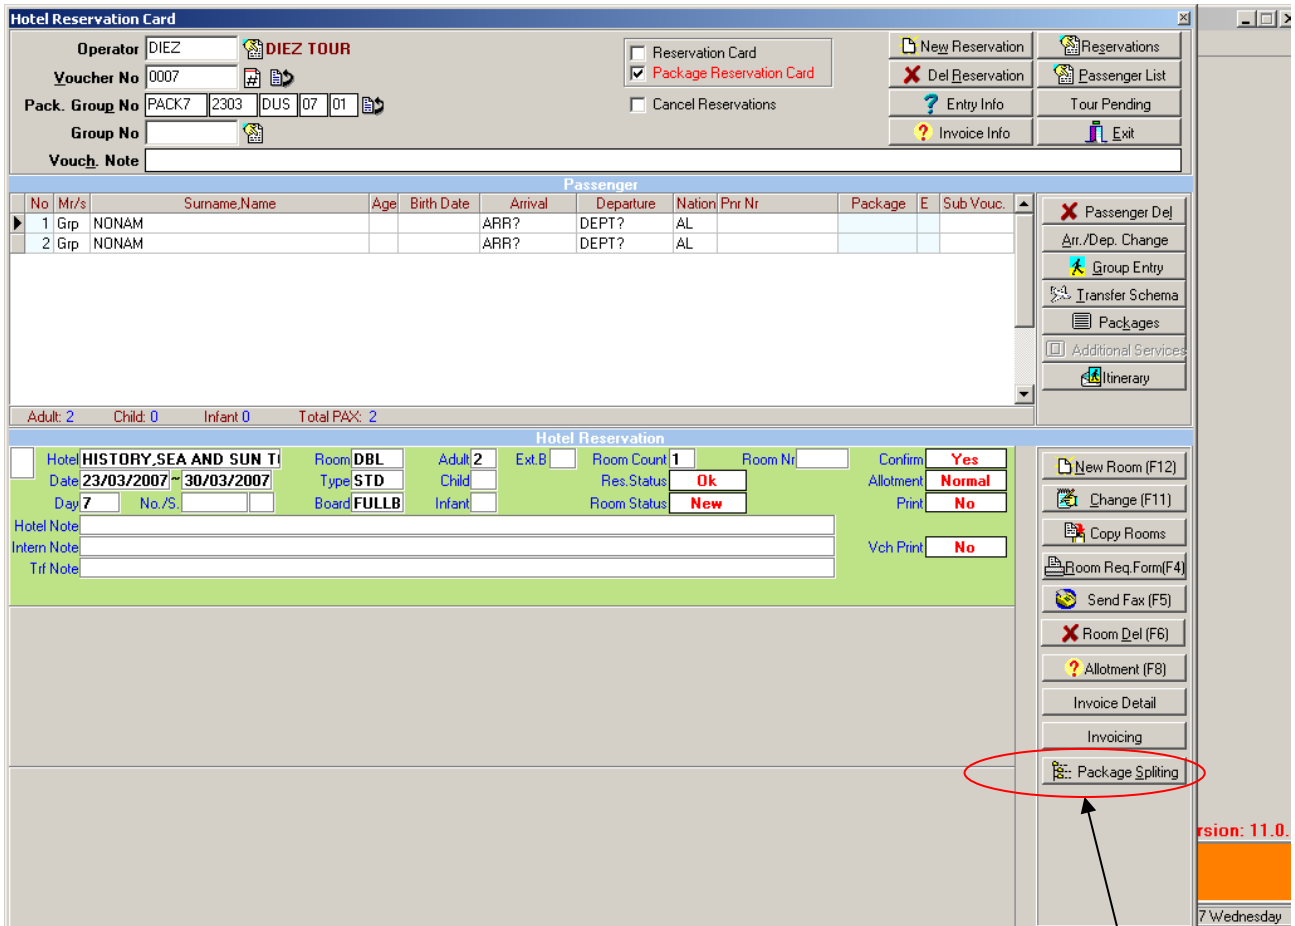 Hotel Reservation Card
Operator DIEZ DIEZ TOUR
Voucher No 0007
Pack. Group No PACK7 2303 DUS 07 01
Group No
Vouch. Note
Reservation Card
Package Reservation Card
Cancel Reservations
New Reservation Reservations
Del Reservation Passenger List
Entry Info Tour Pending
Invoice Info Exit
Passenger
No Mr/s Surname,Name Age Birth Date Arrival Departure Nation Pnr Nr Package E Sub Vouc.
1 Grp NONAM ARR? DEPT? AL
2 Grp NONAM ARR? DEPT? AL
Passenger Del
Arr./Dep. Change
Group Entry
Transfer Schema
Packages
Additional Services
Itinerary
Adult: 2 Child: 0 Infant 0 Total PAX: 2
Hotel Reservation
Hotel HISTORY,SEA AND SUN Room DBL Adult 2 Ext.B Room Count 1 Room Nr Confirm Yes
Date 23/03/2007 ~ 30/03/2007 Type STD Child Res.Status Ok Allotment Normal
Day 7 No./S. Board FULLB Infant Room Status New Print No
Hotel Note
Intern Note Vch Print No
Trf Note
New Room (F12)
Change (F11)
Copy Rooms
Room Req.Form(F4)
Send Fax (F5)
Room Del (F6)
Allotment (F8)
Invoice Detail
Invoicing
Package Spliting
rsion: 11.0.
7 Wednesday